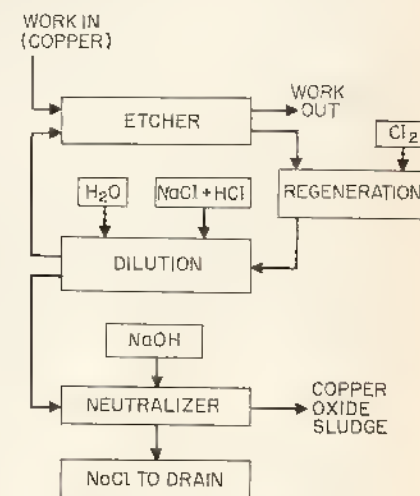 WORK IN
(COPPER)
ETCHER
WORK
OUT
Cl2
H2O
NaCl+HCl
REGENERATION
DILUTION
NaOH
NEUTRALIZER
COPPER
OXIDE
SLUDGE
NaCl TO DRAIN